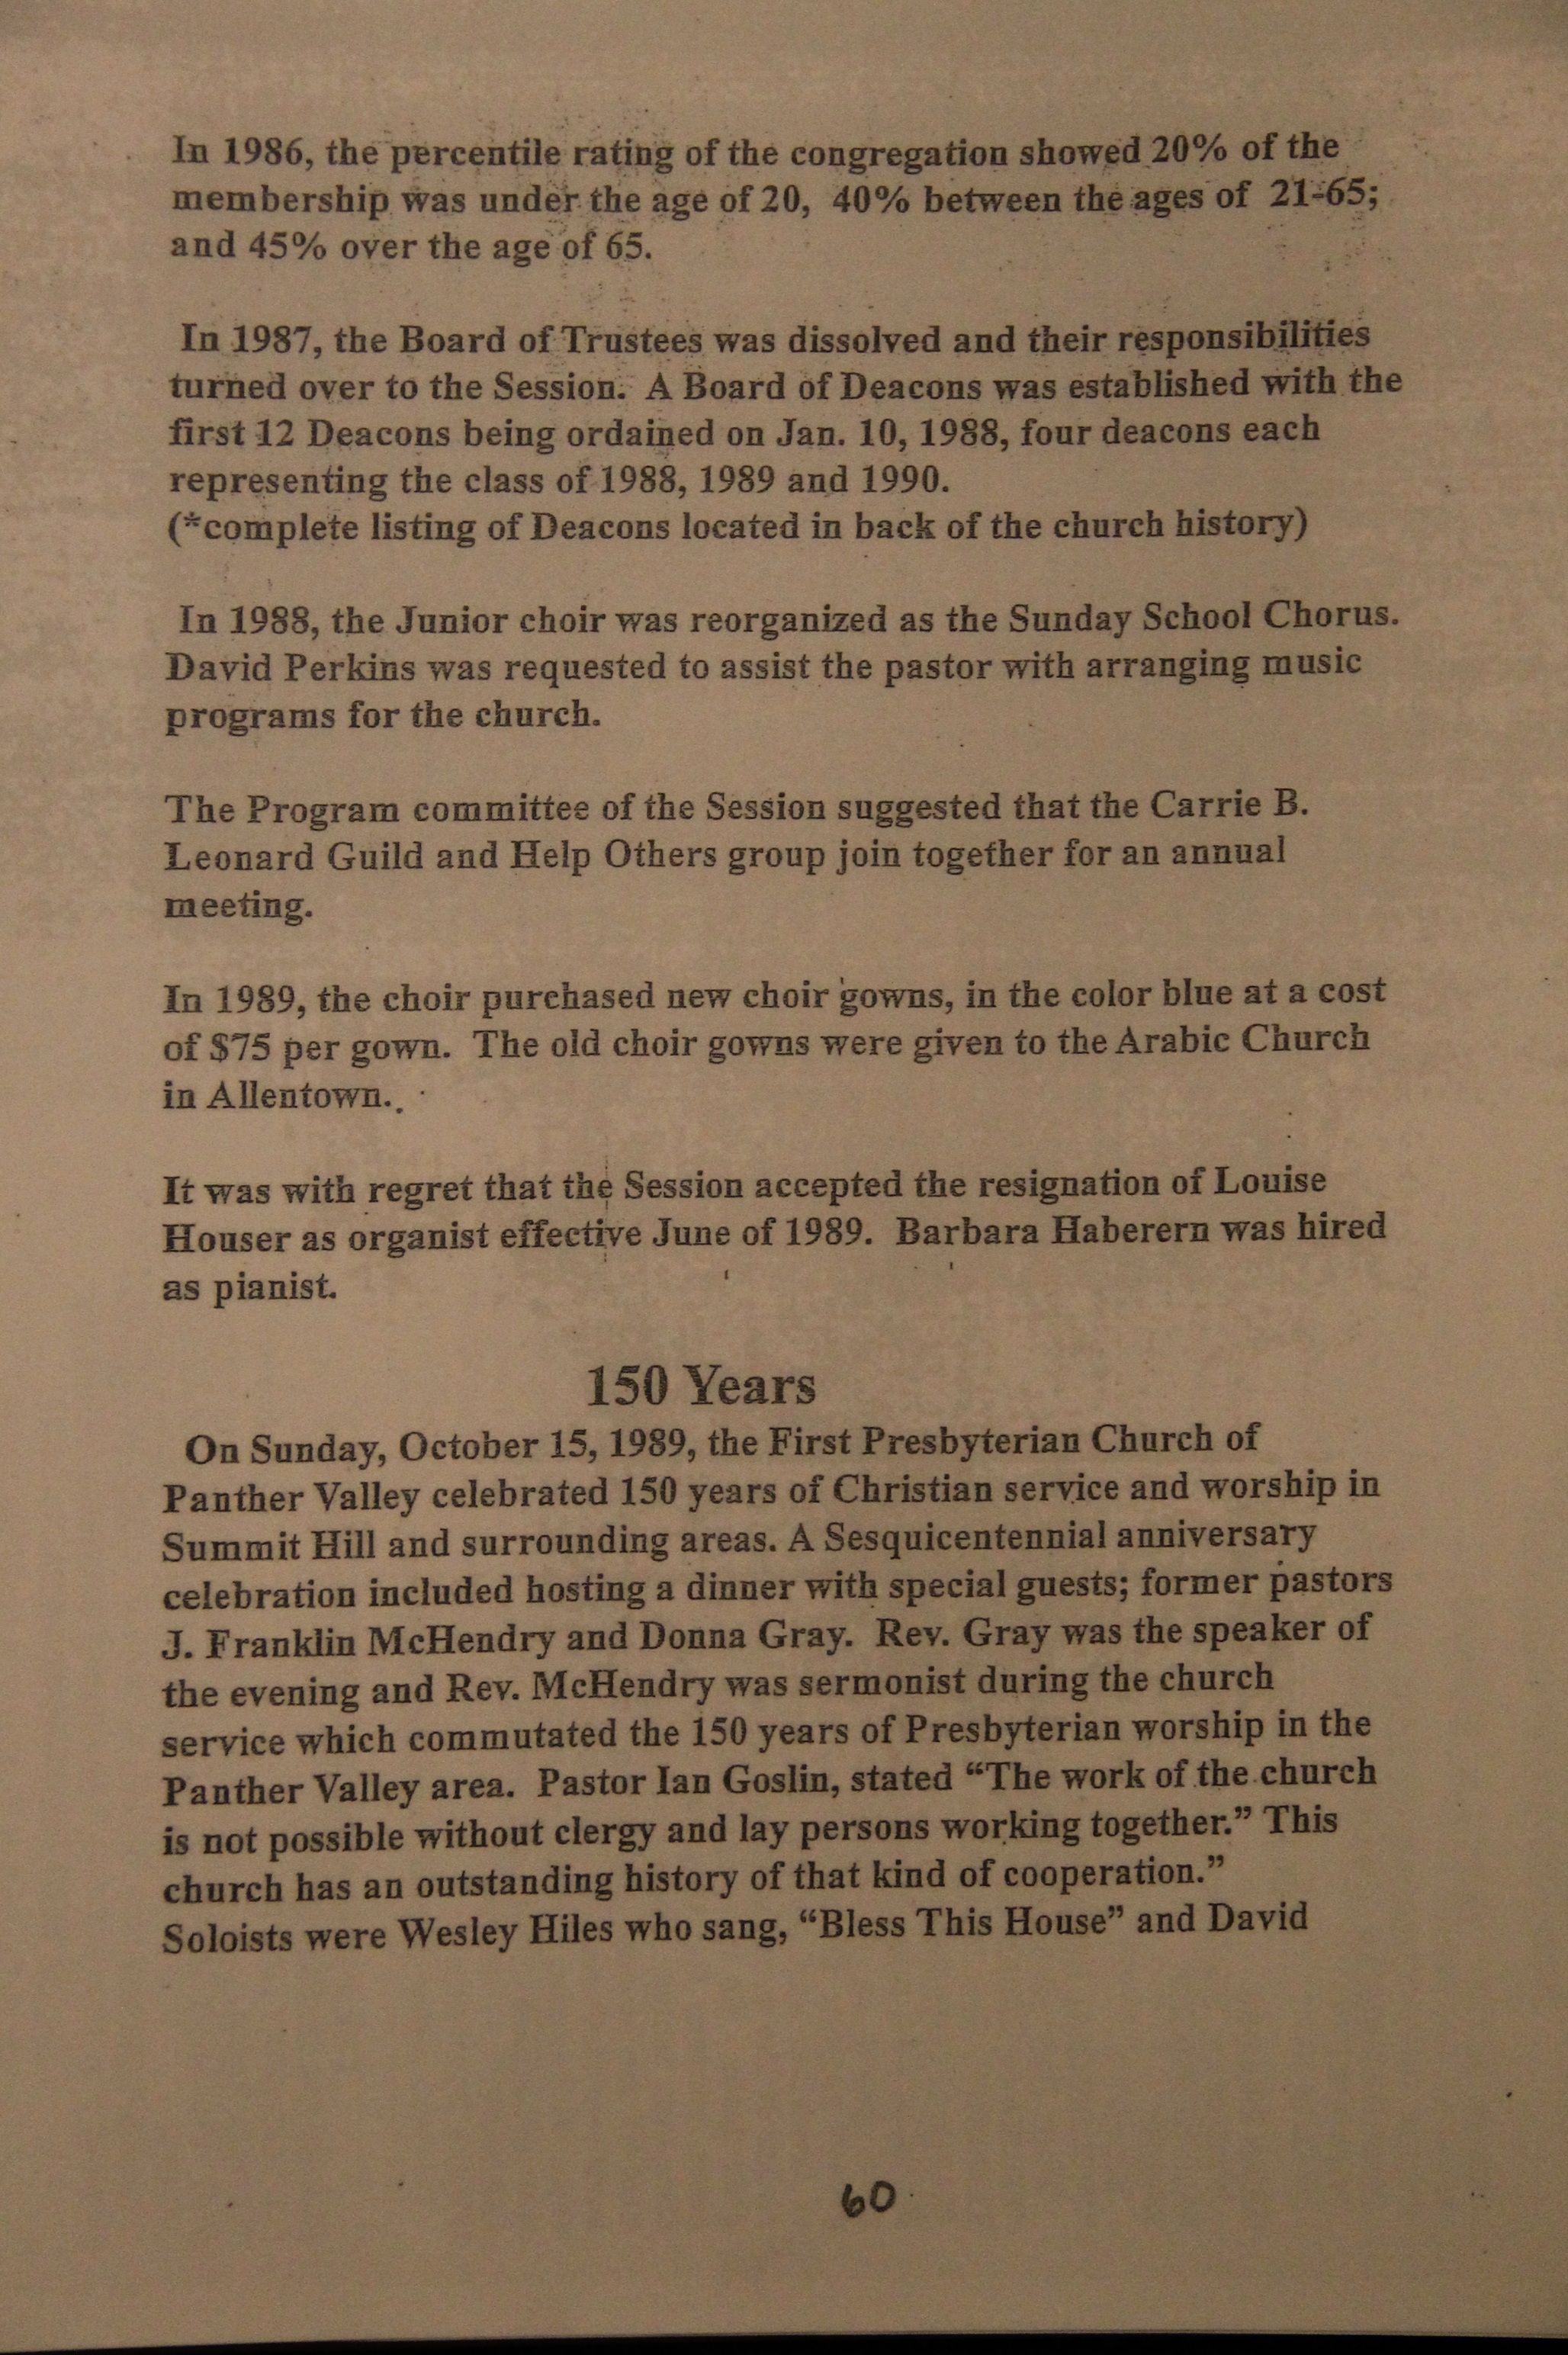 In 1986, the percentile rating of the congregation showed 20% of the
membership was under the age of 20, 40% between the ages of 21-65;
and 45% over the age of 65.
In 1987, the Board of Trustees was dissolved and their responsibilities
turned over to the Session. A Board of Deacons was established with the
first 12 Deacons being ordained on Jan. 10, 1988, four deacons each
representing the class of 1988, 1989 and 1990.
(*complete listing of Deacons located in back of the church history)
In 1988, the Junior choir was reorganized as the Sunday School Chorus.
David Perkins was requested to assist the pastor with arranging music
programs for the church.
The Program committee of the Session suggested that the Carrie B.
Leonard Guild and Help Others group join together for an annual
meeting.
In 1989, the choir purchased new choir gowns, in the color blue at a cost
of $75 per gown. The old choir gowns were given to the Arabic Church
in Allentown..
It was with regret that the Session accepted the resignation of Louise
Houser as organist effective June of 1989. Barbara Haberern was hired
as pianist.
150 Years
On Sunday, October 15, 1989, the First Presbyterian Church of
Panther Valley celebrated 150 years of Christian service and worship in
Summit Hill and surrounding areas. A Sesquicentennial anniversary
celebration included hosting a dinner with special guests; former pastors
J. Franklin McHendry and Donna Gray. Rev. Gray was the speaker of
the evening and Rev. McHendry was sermonist during the church
service which commutated the 150 years of Presbyterian worship in the
Panther Valley area. Pastor Ian Goslin, stated “The work of the church
is not possible without clergy and lay persons working together.” This
church has an outstanding history of that kind of cooperation.”
Soloists were Wesley Hiles who sang, “Bless This House” and David
60